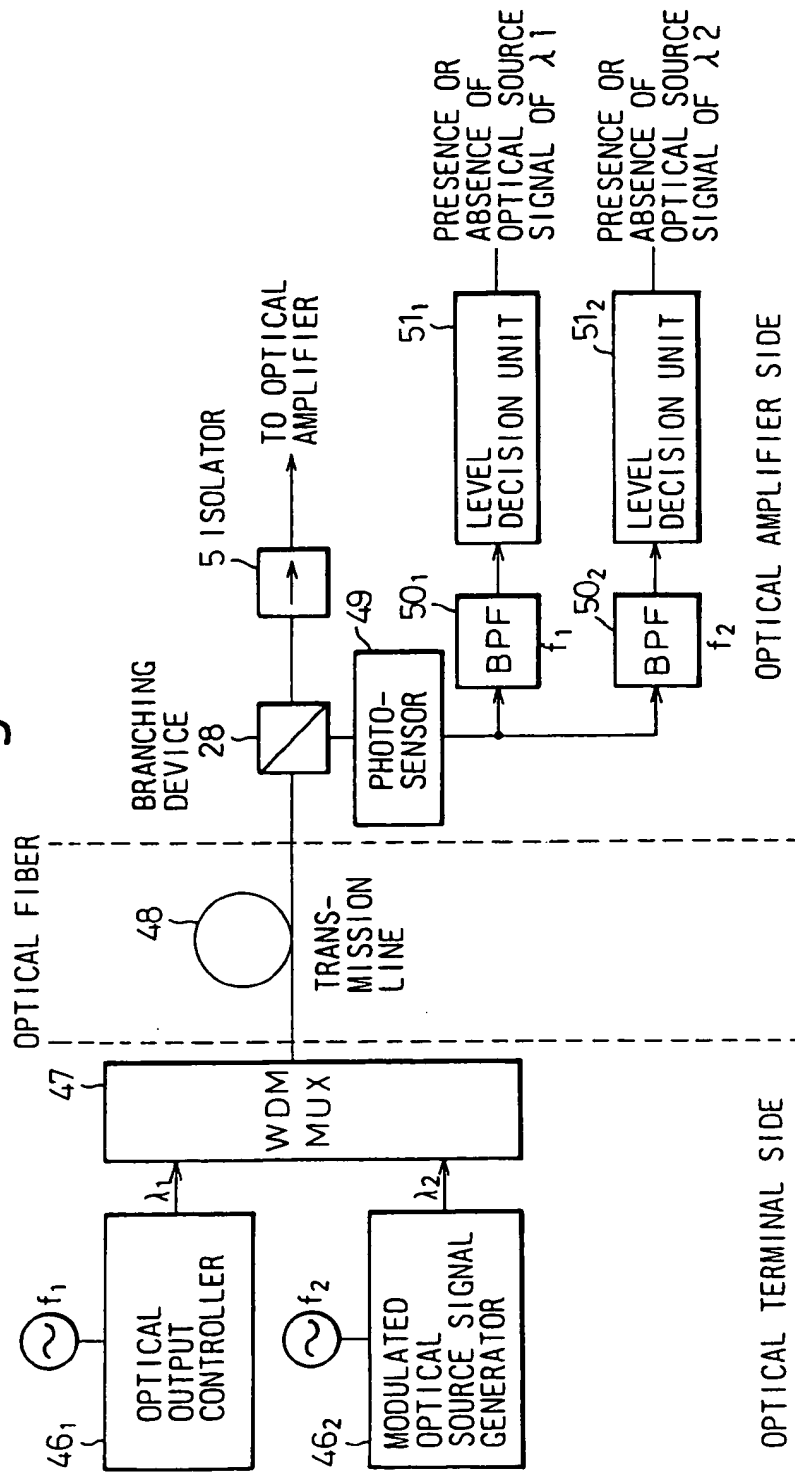 OPTICAL FIBER
46₁
f₁
OPTICAL
OUTPUT
CONTROLLER
λ₁
46₂
f₂
MODULATED
OPTICAL
SOURCE SIGNAL
GENERATOR
λ₂
47
WDM
MUX
48
TRANS-
MISSION
LINE
BRANCHING
DEVICE
28
5 ISOLATOR
TO OPTICAL
AMPLIFIER
49
PHOTO-
SENSOR
50₁
BPF
f₁
51₁
LEVEL
DECISION UNIT
PRESENCE OR
ABSENCE OF
OPTICAL SOURCE
SIGNAL OF λ1
50₂
BPF
f₂
51₂
LEVEL
DECISION UNIT
PRESENCE OR
ABSENCE OF
OPTICAL SOURCE
SIGNAL OF λ2
OPTICAL TERMINAL SIDE
OPTICAL AMPLIFIER SIDE